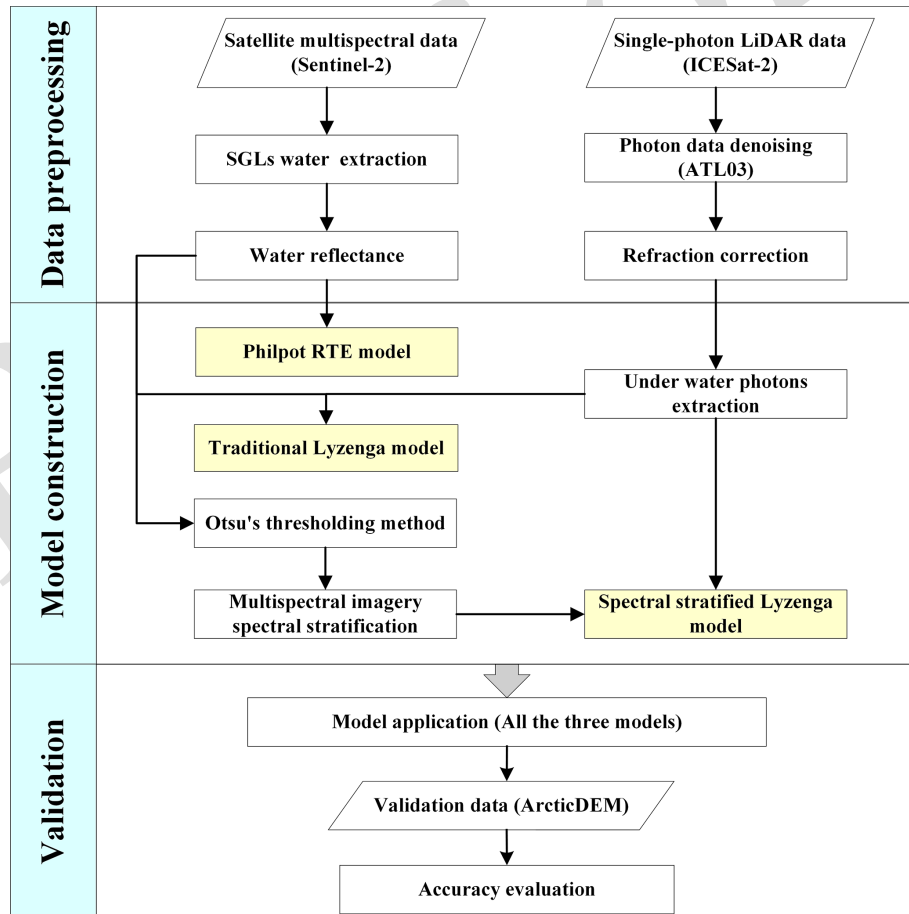 Data preprocessing
Satellite multispectral data
(Sentinel-2)
Single-photon LiDAR data
(ICESat-2)
SGLs water extraction
Photon data denoising
(ATL03)
Water reflectance
Refraction correction
Model construction
Philpot RTE model
Under water photons
extraction
Traditional Lyzenga model
Otsu's thresholding method
Multispectral imagery
spectral stratification
Spectral stratified Lyzenga
model
Validation
Model application (All the three models)
Validation data (ArcticDEM)
Accuracy evaluation